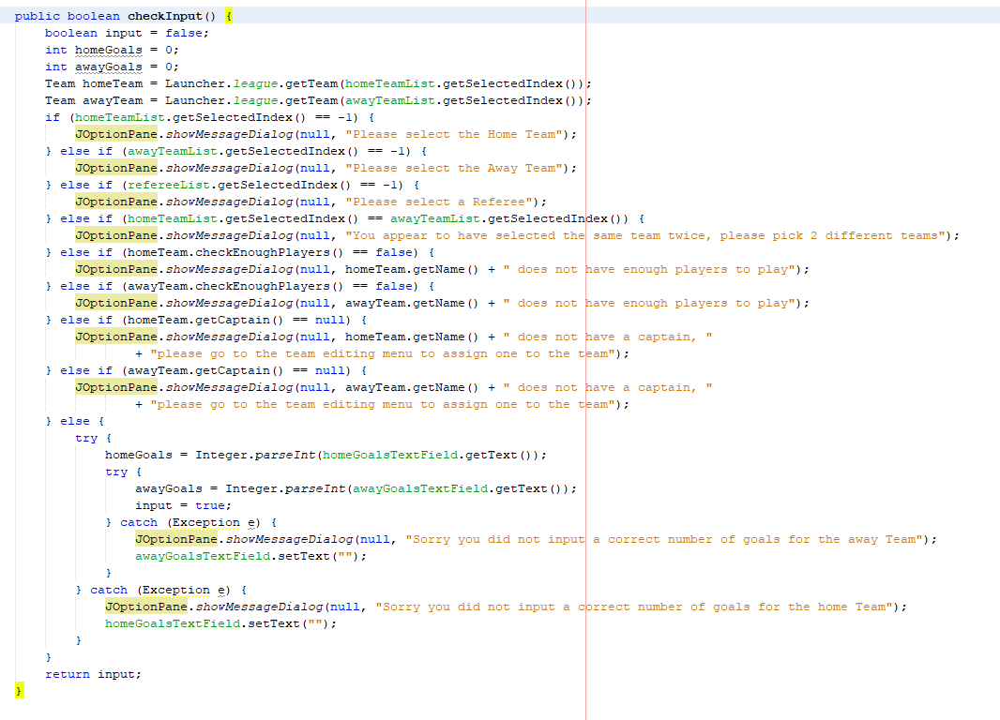 public boolean checkInput() {
    boolean input = false;
    int homeGoals = 0;
    int awayGoals = 0;
    Team homeTeam = Launcher.league.getTeam(homeTeamList.getSelectedIndex());
    Team awayTeam = Launcher.league.getTeam(awayTeamList.getSelectedIndex());
    if (homeTeamList.getSelectedIndex() == -1) {
        JOptionPane.showMessageDialog(null, "Please select the Home Team");
    } else if (awayTeamList.getSelectedIndex() == -1) {
        JOptionPane.showMessageDialog(null, "Please select the Away Team");
    } else if (refereeList.getSelectedIndex() == -1) {
        JOptionPane.showMessageDialog(null, "Please select a Referee");
    } else if (homeTeamList.getSelectedIndex() == awayTeamList.getSelectedIndex()) {
        JOptionPane.showMessageDialog(null, "You appear to have selected the same team twice, please pick 2 different teams");
    } else if (homeTeam.checkEnoughPlayers() == false) {
        JOptionPane.showMessageDialog(null, homeTeam.getName() + " does not have enough players to play");
    } else if (awayTeam.checkEnoughPlayers() == false) {
        JOptionPane.showMessageDialog(null, awayTeam.getName() + " does not have enough players to play");
    } else if (homeTeam.getCaptain() == null) {
        JOptionPane.showMessageDialog(null, homeTeam.getName() + " does not have a captain, "
                + "please go to the team editing menu to assign one to the team");
    } else if (awayTeam.getCaptain() == null) {
        JOptionPane.showMessageDialog(null, awayTeam.getName() + " does not have a captain, "
                + "please go to the team editing menu to assign one to the team");
    } else {
        try {
            homeGoals = Integer.parseInt(homeGoalsTextField.getText());
            try {
                awayGoals = Integer.parseInt(awayGoalsTextField.getText());
                input = true;
            } catch (Exception e) {
                JOptionPane.showMessageDialog(null, "Sorry you did not input a correct number of goals for the away Team");
                awayGoalsTextField.setText("");
            }
        } catch (Exception e) {
            JOptionPane.showMessageDialog(null, "Sorry you did not input a correct number of goals for the home Team");
            homeGoalsTextField.setText("");
        }
    }
    return input;
}